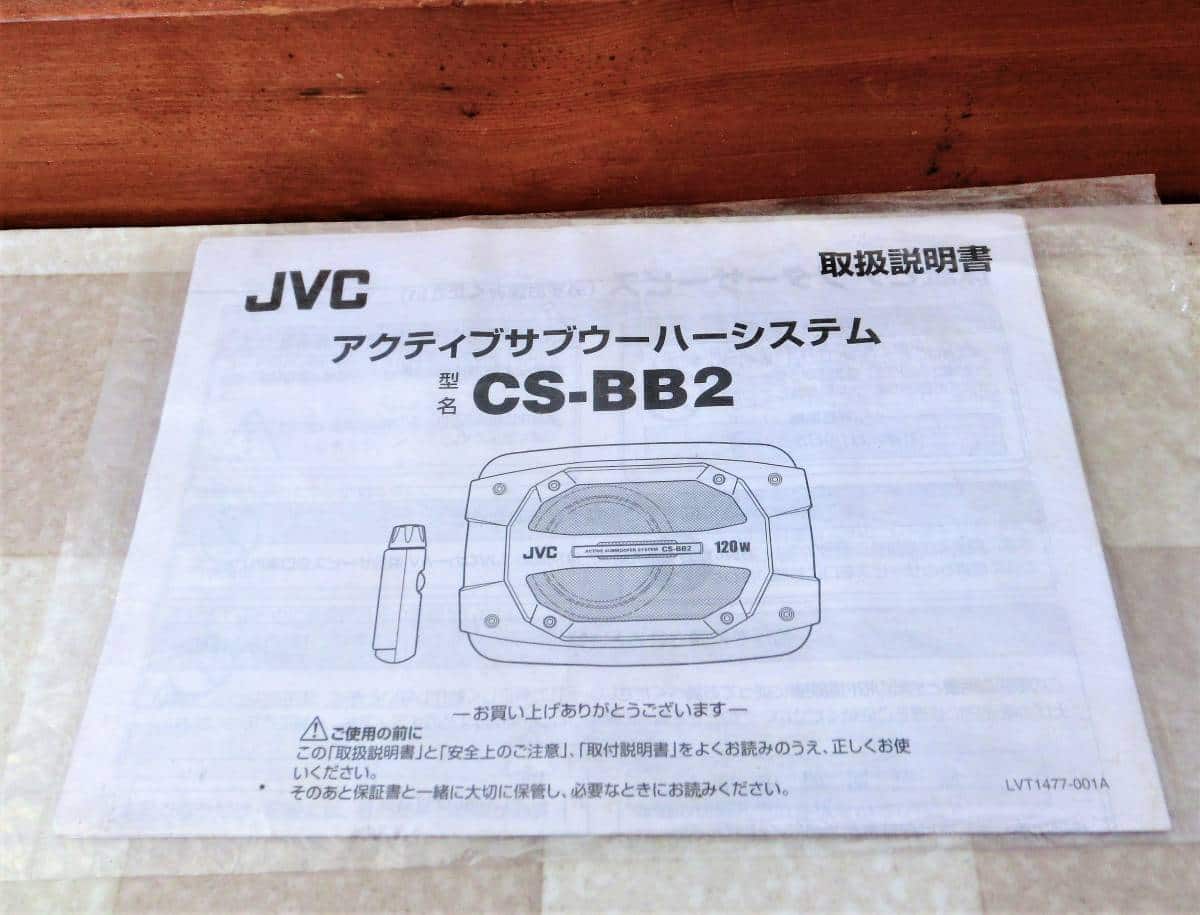 JVC
取扱説明書
アクティブサブウーハーシステム
型名 CS-BB2
JVC ACTIVE SUBWOOFER SYSTEM CS-BB2 120W
―お買い上げありがとうございます―
ご使用の前に
この「取扱説明書」と「安全上のご注意」、「取付説明書」をよくお読みのうえ、正しくお使
いください。
そのあと保証書と一緒に大切に保管し、必要なときにお読みください。
LVT1477-001A